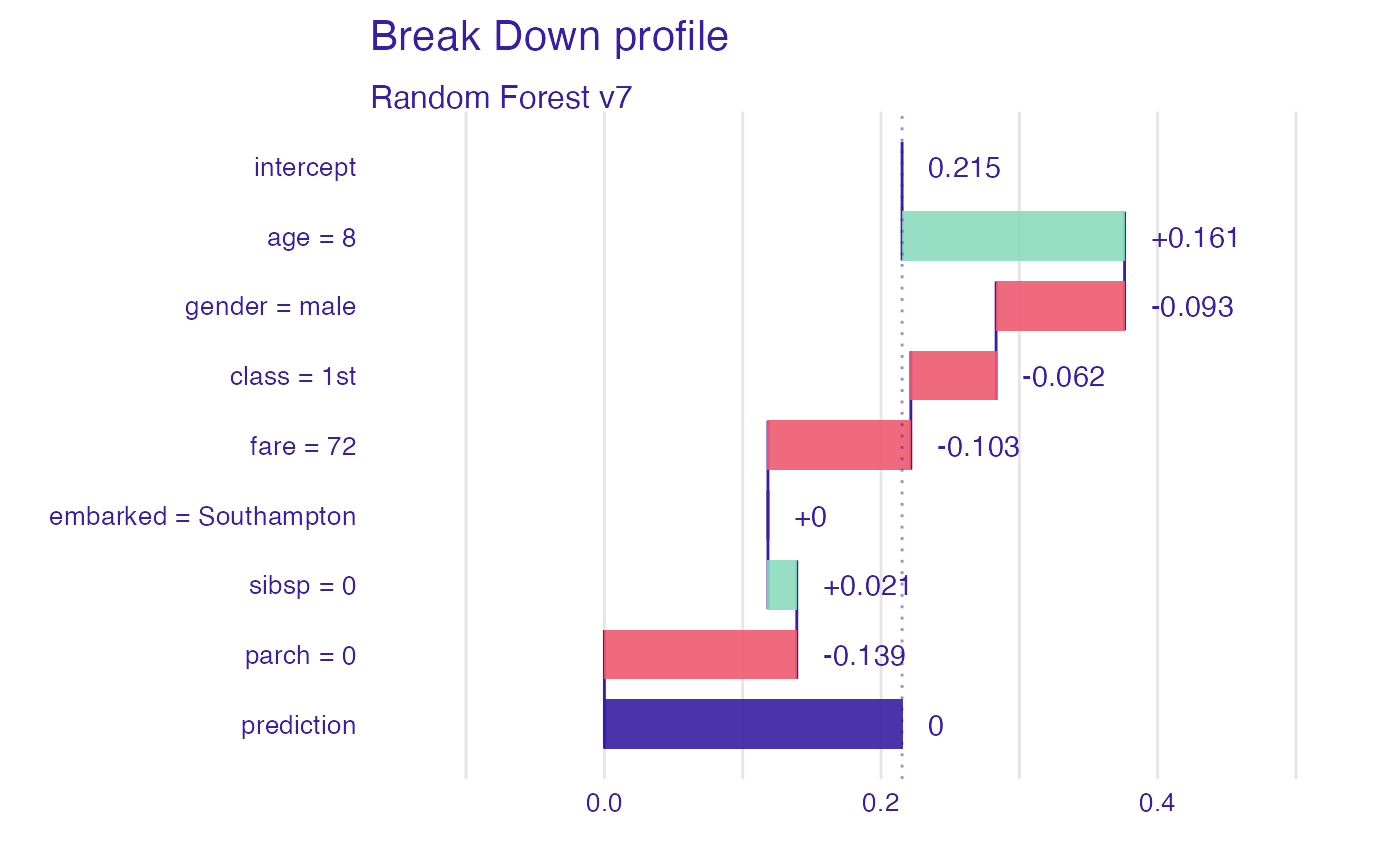 Break Down profile
Random Forest v7
intercept 0.215
age = 8 +0.161
gender = male -0.093
class = 1st -0.062
fare = 72 -0.103
embarked = Southampton +0
sibsp = 0 +0.021
parch = 0 -0.139
prediction 0
0.0 0.2 0.4